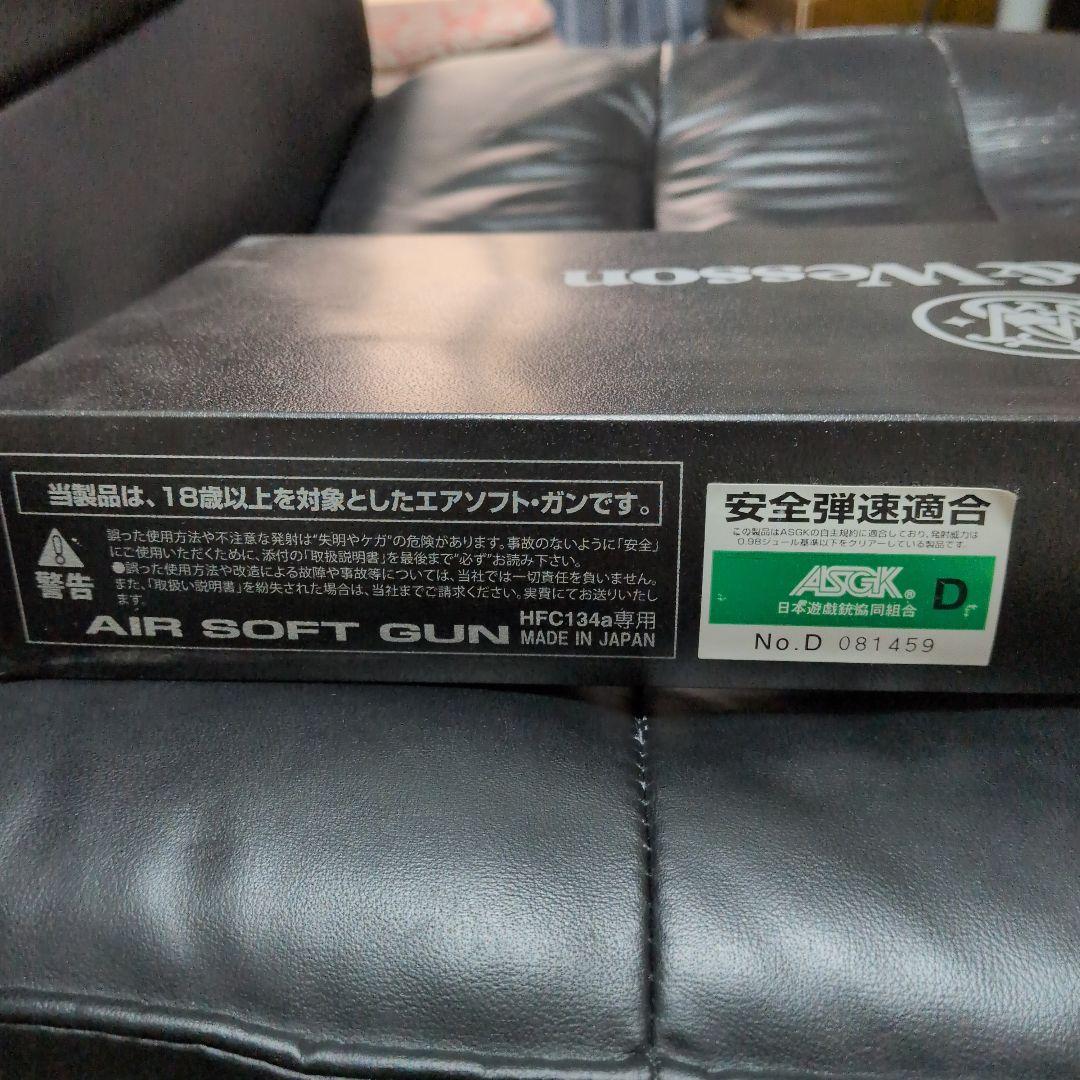 & Wesson
当製品は、18歳以上を対象としたエアソフト・ガンです。
警告
誤った使用方法や不注意な発射は“失明やケガ”の危険があります。事故のないように「安全」
にご使用いただくために、添付の「取扱説明書」を最後まで“必ず”お読み下さい。
●誤った使用方法や改造による故障や事故等については、当社では一切責任を負いません。
また、「取扱い説明書」を紛失された場合は、当社までご請求ください。実費にてお送りいたし
ます。
AIR SOFT GUN
HFC134a専用
MADE IN JAPAN
安全弾速適合
この製品はASGKの自主規約に適合しており、発射威力は
0.98ジュール基準以下をクリアーしている製品です。
ASGK® D
日本遊戯銃協同組合
No.D 081459